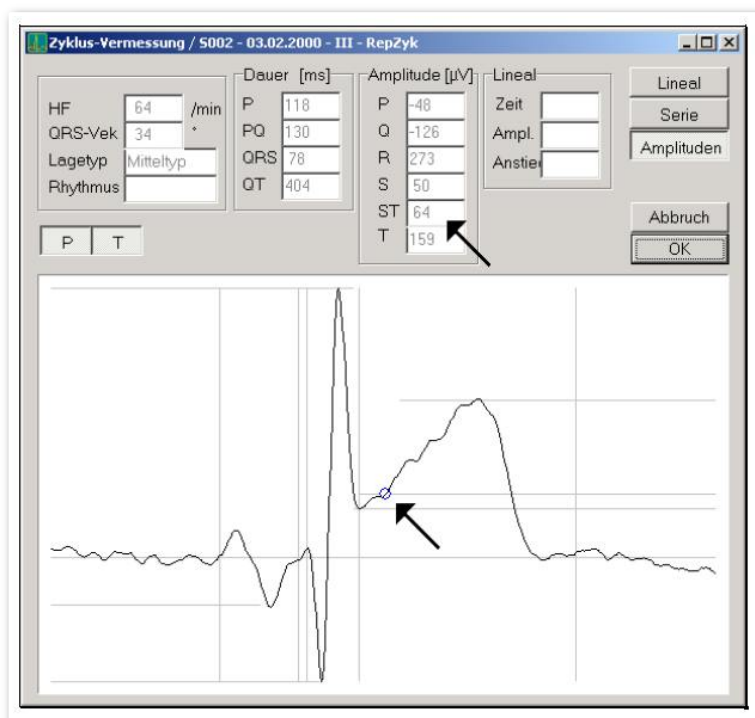 Zyklus-Vermessung / S002 - 03.02.2000 - III - RepZyk
HF 64 /min
QRS-Vek 34 °
Lagetyp Mitteltyp
Rhythmus
Dauer [ms]
P 118
PQ 130
QRS 78
QT 404
Amplitude [µV]
P -48
Q -126
R 273
S 50
ST 64
T 159
Lineal
Zeit
Ampl.
Anstie
Lineal
Serie
Amplituden
Abbruch
OK
P T